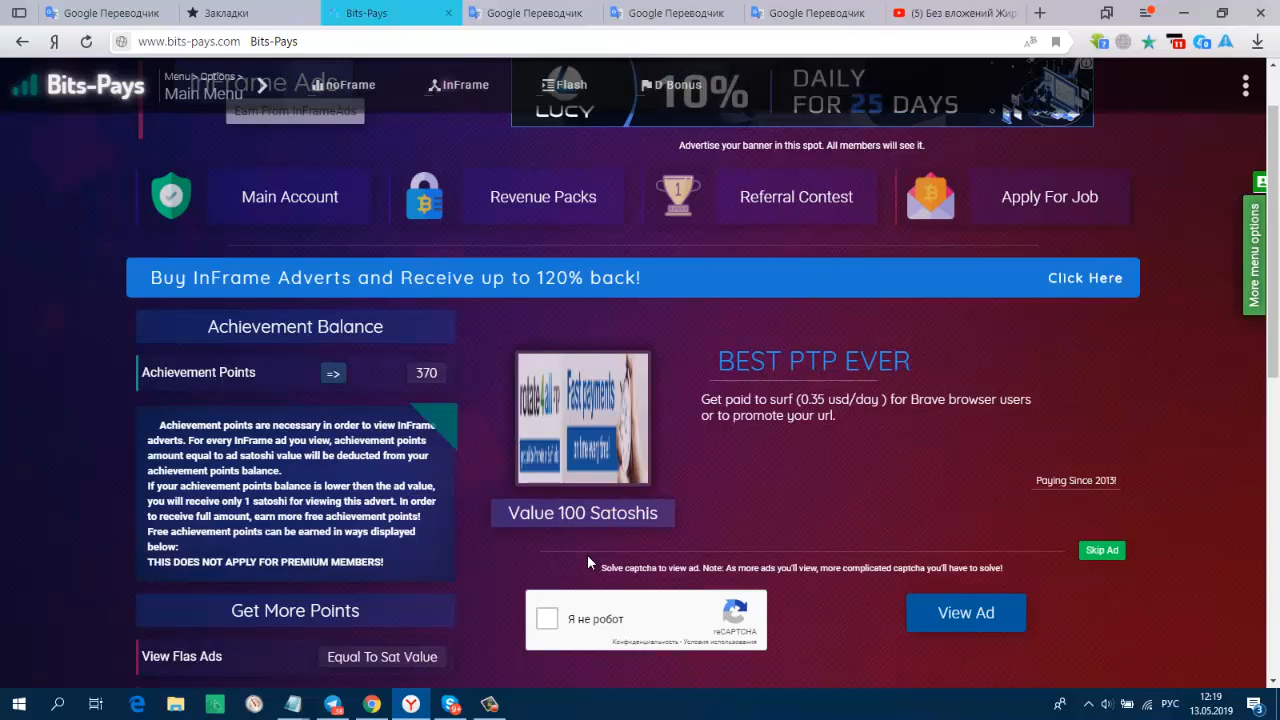 Google Переводчик
Закладки
Bits-Pays
Google Переводчик
Google Переводчик
Google Переводчик
(5) Без вложений Жир
www.bits-pays.com Bits-Pays
Bits-Pays
Menu > Options >
Main Menu
InFrame Ads
noFrame
InFrame
Flash
D Bonus
Earn From InFrameAds
LUCY
10%
DAILY
FOR 25 DAYS
Advertise your banner in this spot. All members will see it.
Main Account
Revenue Packs
Referral Contest
Apply For Job
More menu options
Buy InFrame Adverts and Receive up to 120% back!
Click Here
Achievement Balance
Achievement Points
=>
370
Achievement points are necessary in order to view InFrame
adverts. For every InFrame ad you view, achievement points
amount equal to ad satoshi value will be deducted from your
achievement points balance.
If your achievement points balance is lower then the ad value,
you will receive only 1 satoshi for viewing this advert. In order
to receive full amount, earn more free achievement points!
Free achievement points can be earned in ways displayed
below:
THIS DOES NOT APPLY FOR PREMIUM MEMBERS!
Get More Points
View Flas Ads
Equal To Sat Value
rotate4all
Fast payments
Value 100 Satoshis
BEST PTP EVER
Get paid to surf (0.35 usd/day ) for Brave browser users
or to promote your url.
Paying Since 2013!
Skip Ad
Solve captcha to view ad. Note: As more ads you'll view, more complicated captcha you'll have to solve!
Я не робот
reCAPTCHA
Конфиденциальность - Условия использования
View Ad
РУС
12:19
13.05.2019